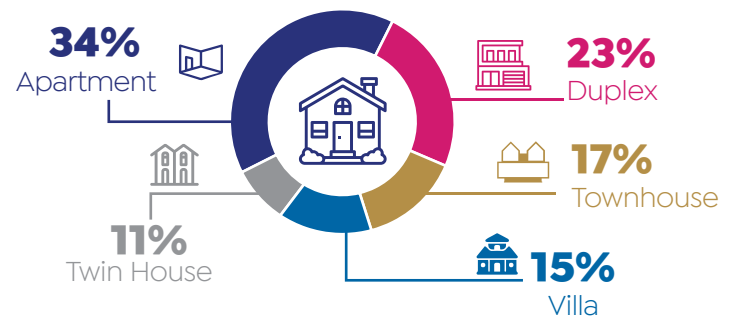 34%
Apartment
23%
Duplex
17%
Townhouse
11%
Twin House
15%
Villa